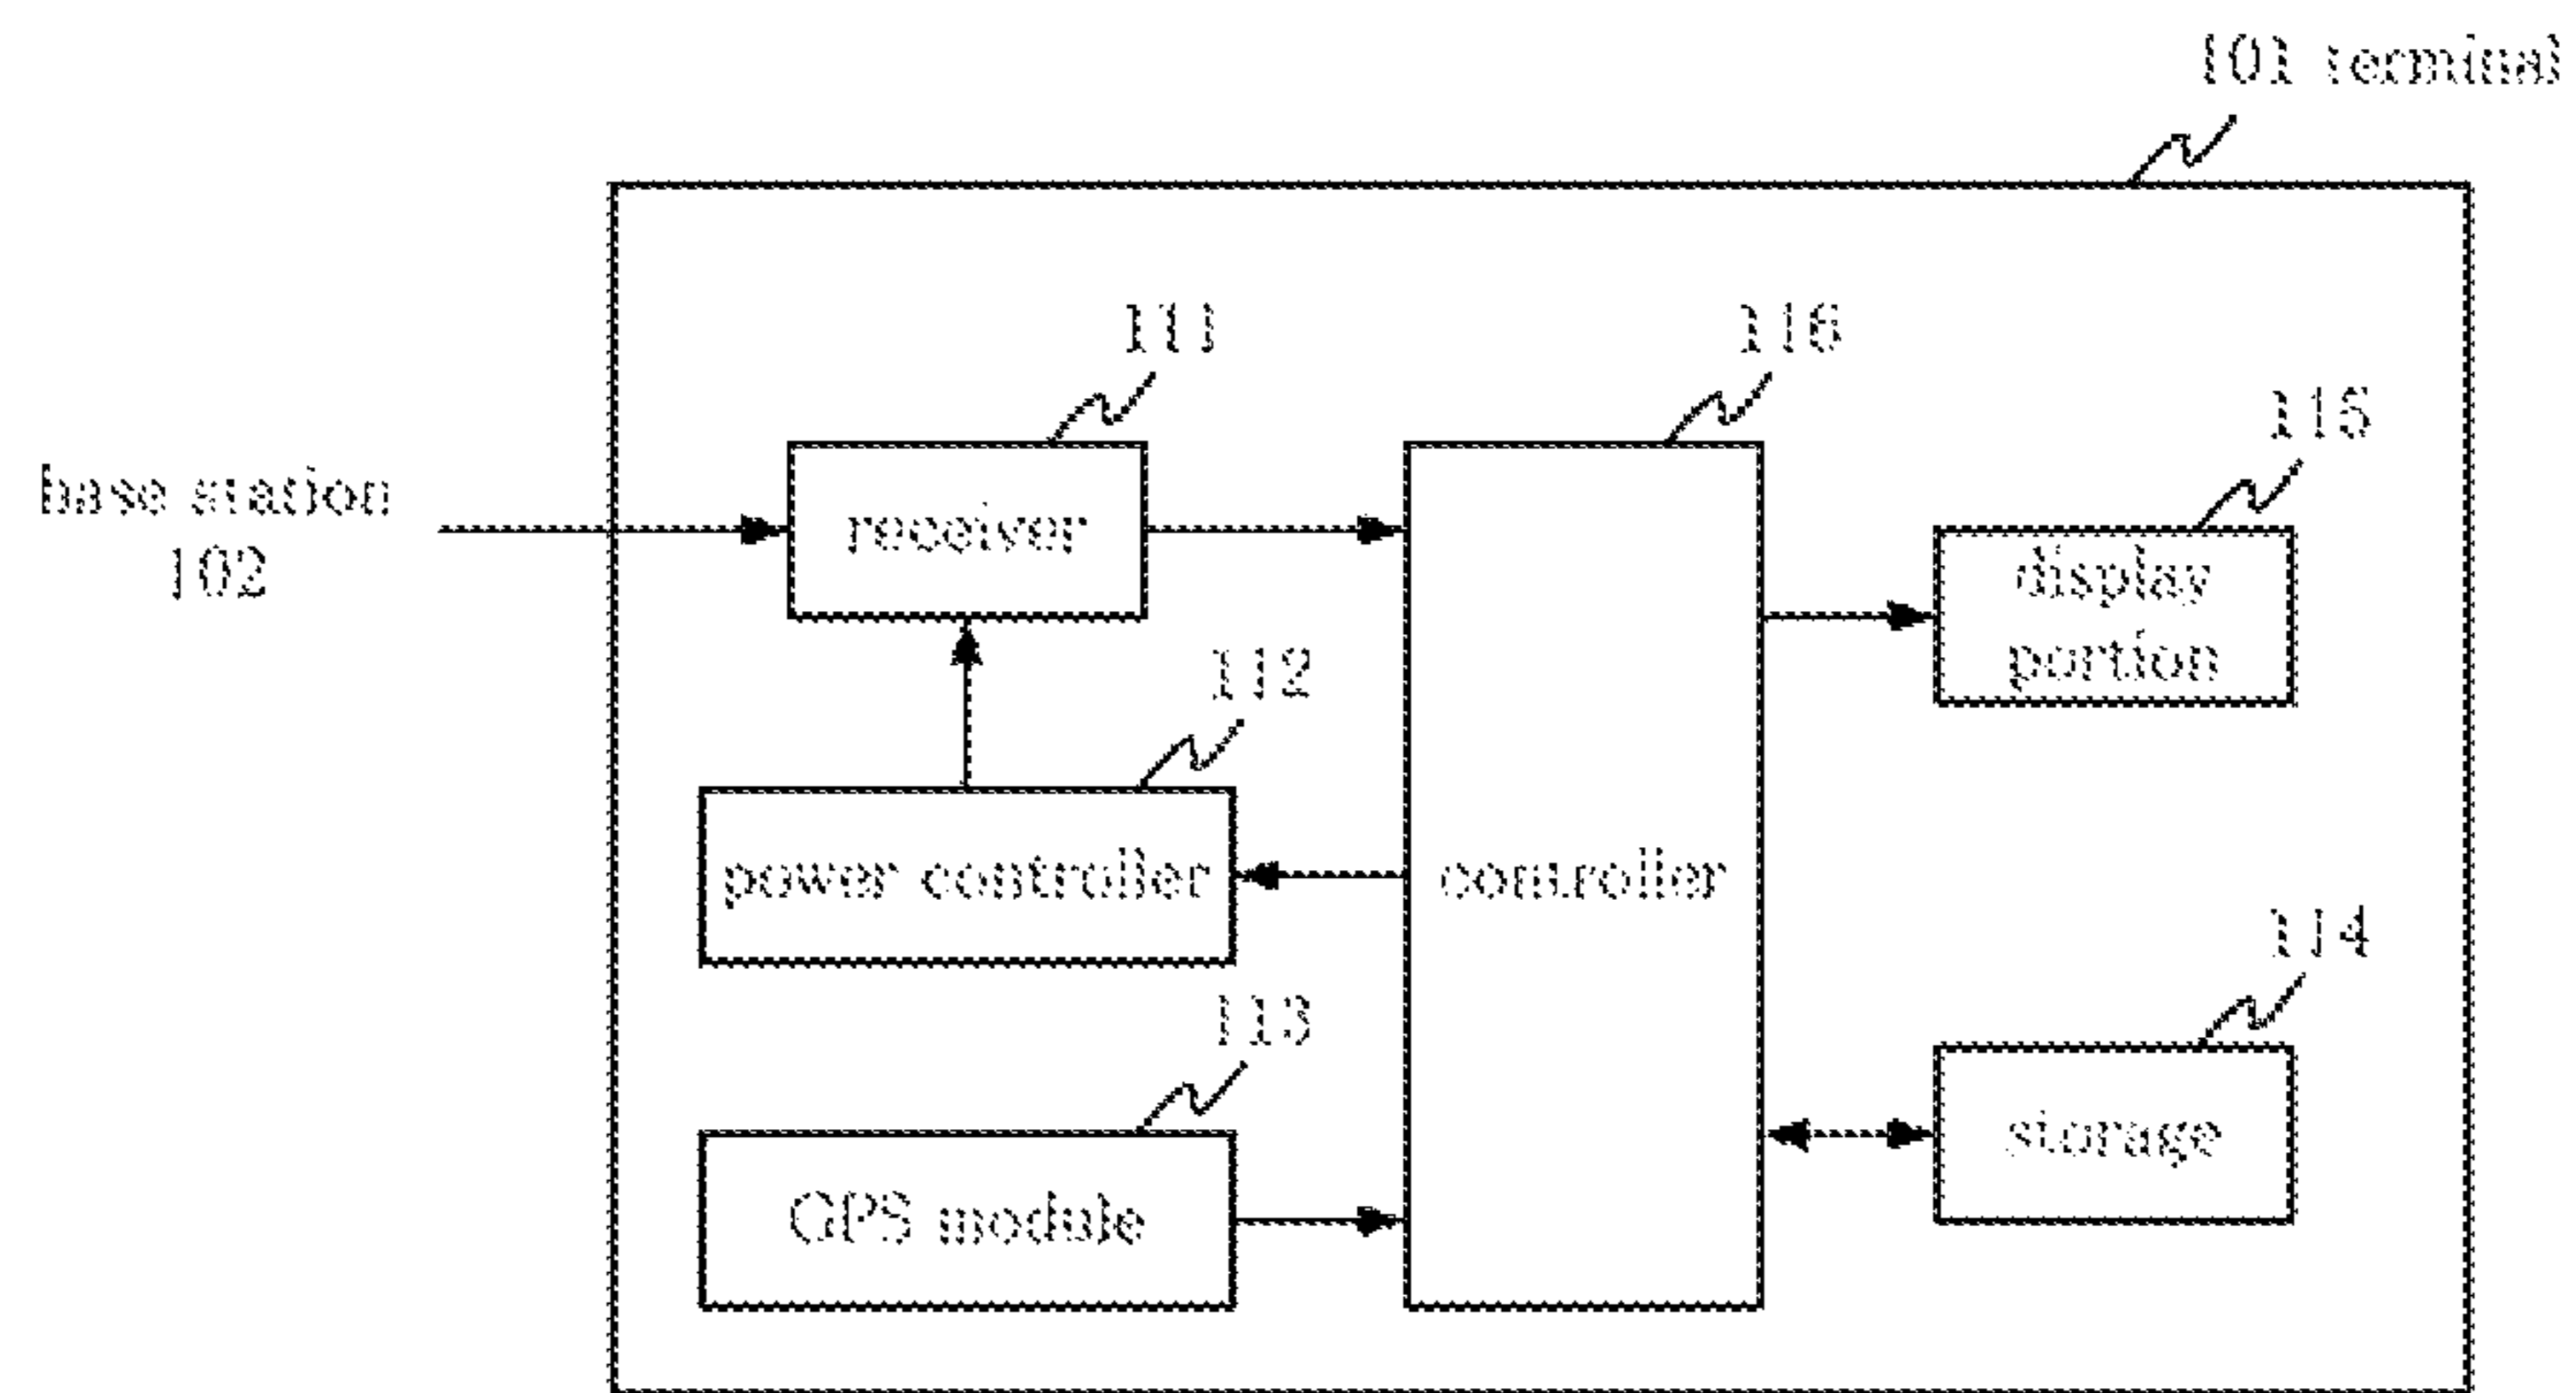 101 terminal
111
116
115
base station
102
receiver
display
portion
112
power controller
controller
114
113
storage
GPS module